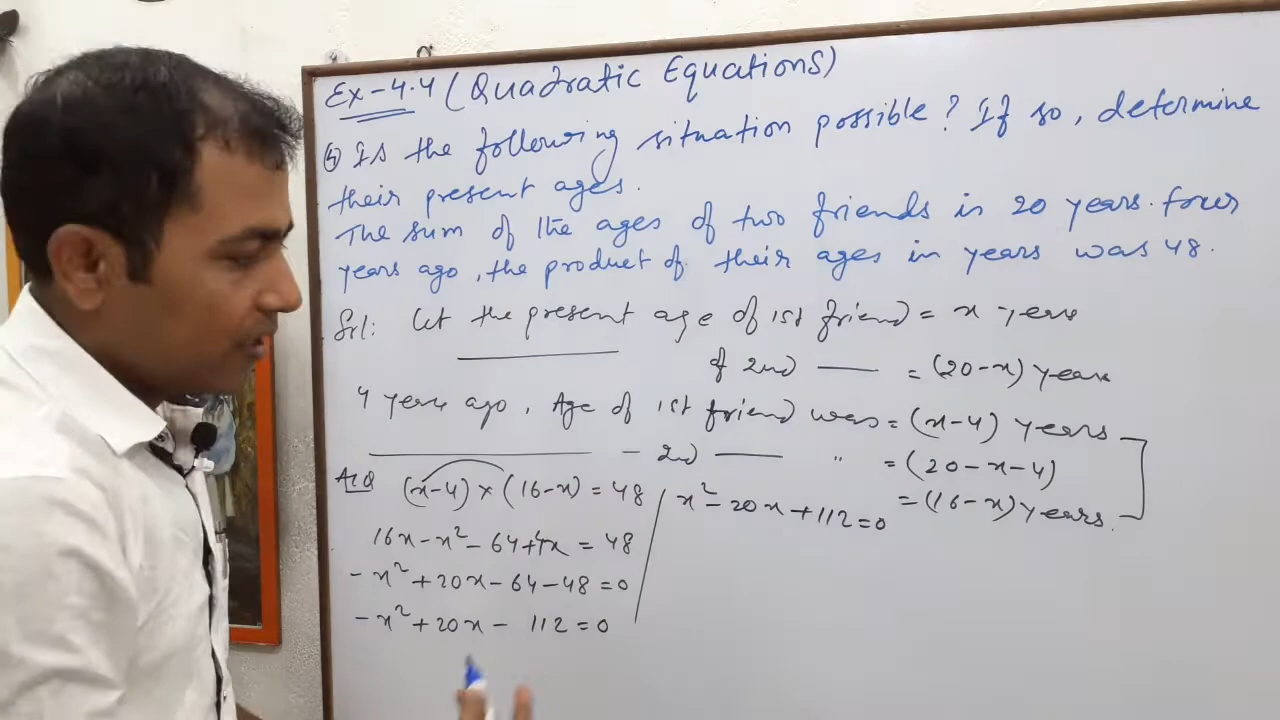 Ex-4.4 (Quadratic Equations)
④ Is the following situation possible? If so, determine
their present ages.
The sum of the ages of two friends is 20 years. Four
years ago, the product of their ages in years was 48.
Sol: Let the present age of 1st friend = x years
of 2nd — = (20-x) years
4 years ago, Age of 1st friend was = (x-4) years
— 2nd — " = (20-x-4)
= (16-x) years.
ACQ (x-4) × (16-x) = 48
16x - x² - 64 + 4x = 48
- x² + 20x - 64 - 48 = 0
- x² + 20x - 112 = 0
x² - 20x + 112 = 0